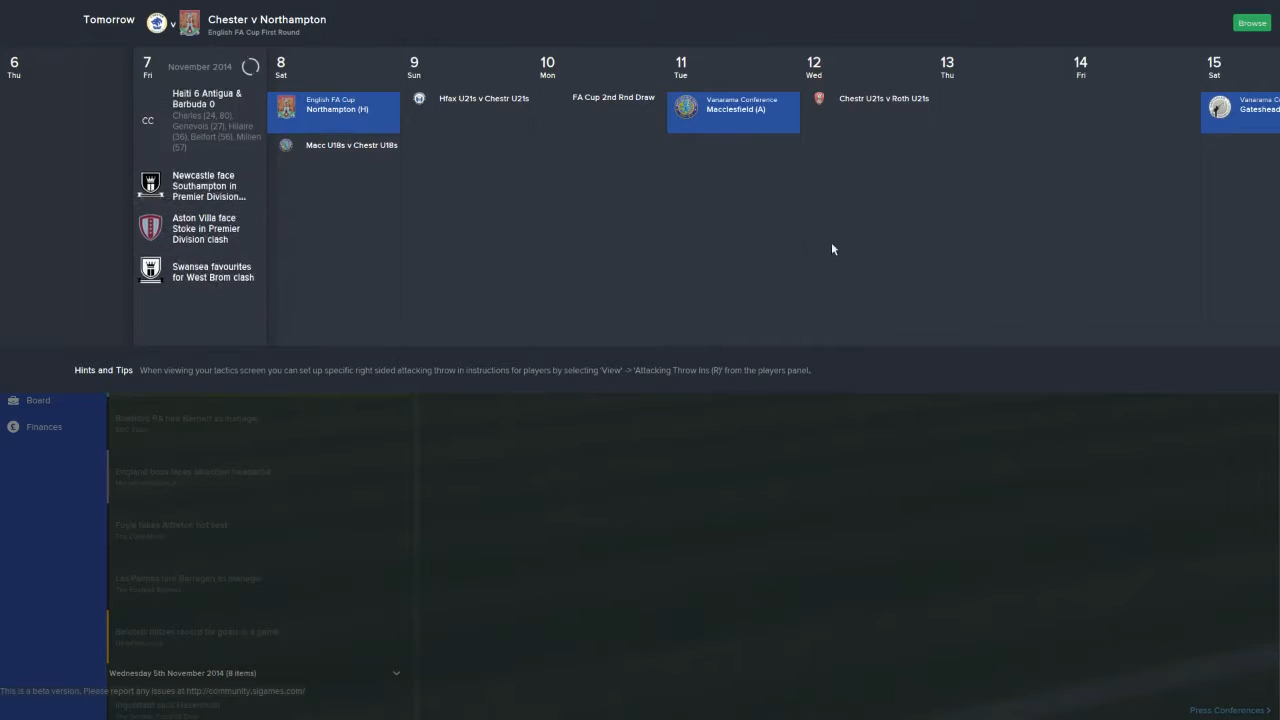 Tomorrow
v
Chester v Northampton
English FA Cup First Round
Browse
6
Thu
7
Fri
November 2014
8
Sat
9
Sun
10
Mon
11
Tue
12
Wed
13
Thu
14
Fri
15
Sat
CC
Haiti 6 Antigua &
Barbuda 0
Charles (24, 80),
Genevois (27), Hilaire
(36), Belfort (56), Millien
(57)
Newcastle face
Southampton in
Premier Division...
Aston Villa face
Stoke in Premier
Division clash
Swansea favourites
for West Brom clash
English FA Cup
Northampton (H)
Macc U18s v Chestr U18s
Hfax U21s v Chestr U21s
FA Cup 2nd Rnd Draw
Vanarama Conference
Macclesfield (A)
Chestr U21s v Roth U21s
Vanarama Co
Gateshead
Hints and Tips
When viewing your tactics screen you can set up specific right sided attacking throw in instructions for players by selecting 'View' -> 'Attacking Throw Ins (R)' from the players panel.
Board
Finances
Wednesday 5th November 2014 (8 items)
This is a beta version. Please report any issues at http://community.sigames.com/
Press Conferences >